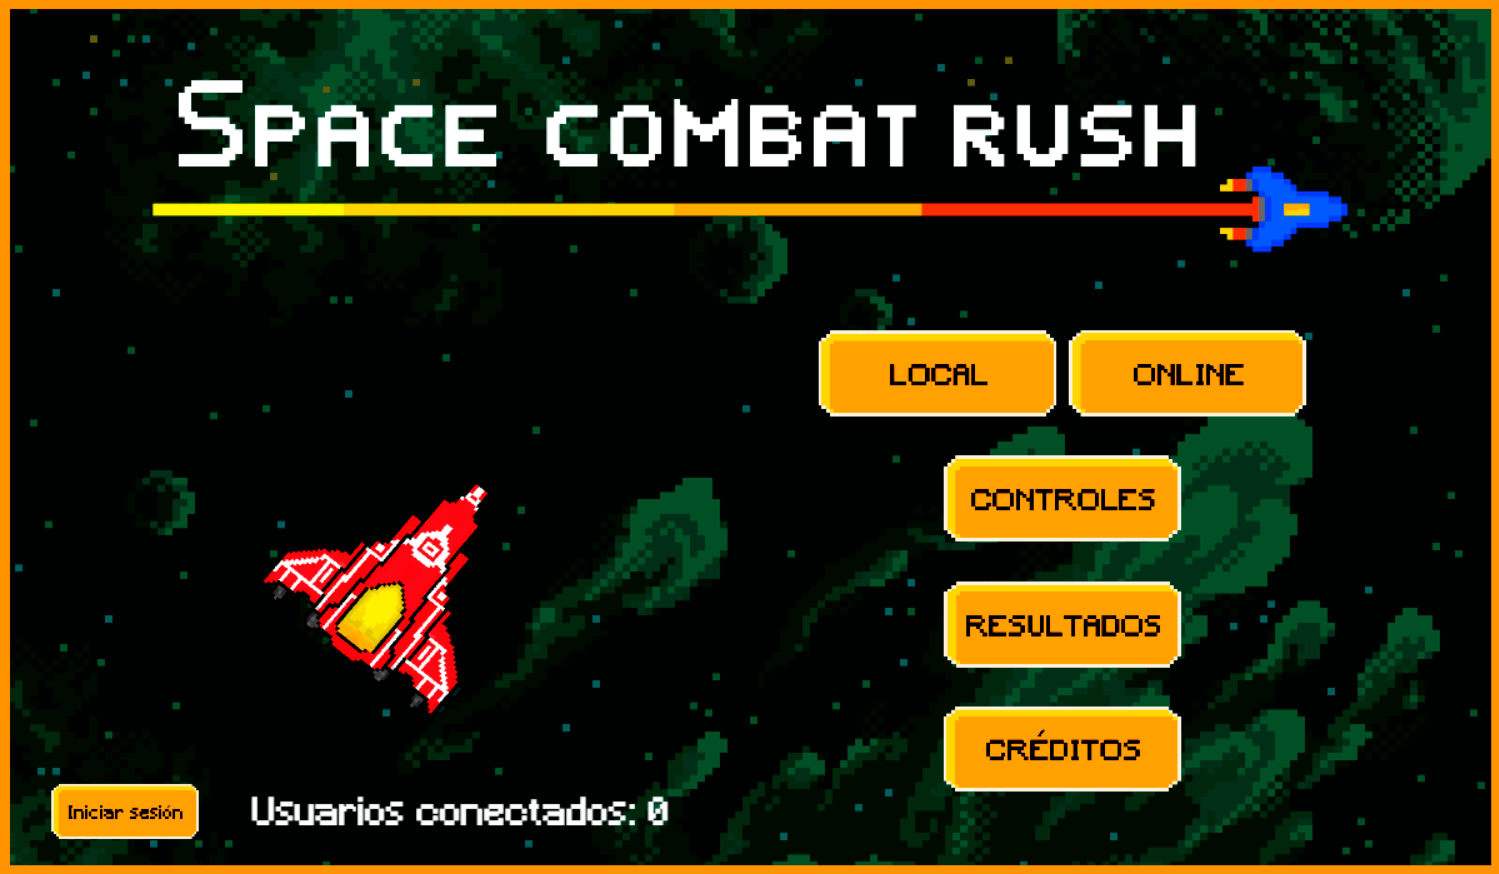 SPACE COMBAT RUSH
LOCAL
ONLINE
CONTROLES
RESULTADOS
CRÉDITOS
Iniciar sesión
Usuarios conectados: 0